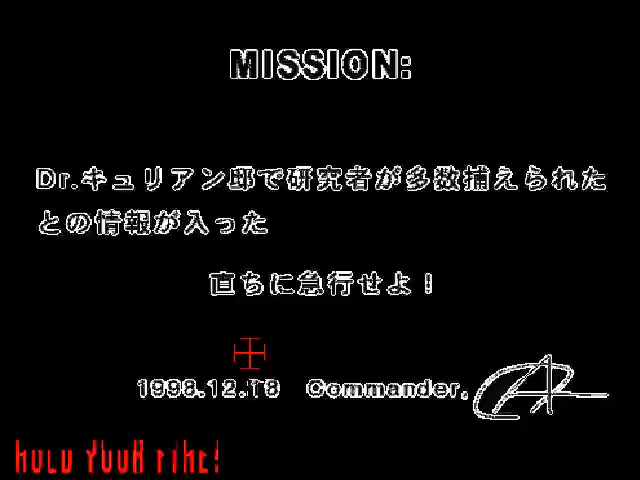 MISSION:
Dr.キュリアン邸で研究者が多数捕えられた
との情報が入った
直ちに急行せよ！
1998.12.18 Commander,
HOLD YOUR FIRE!